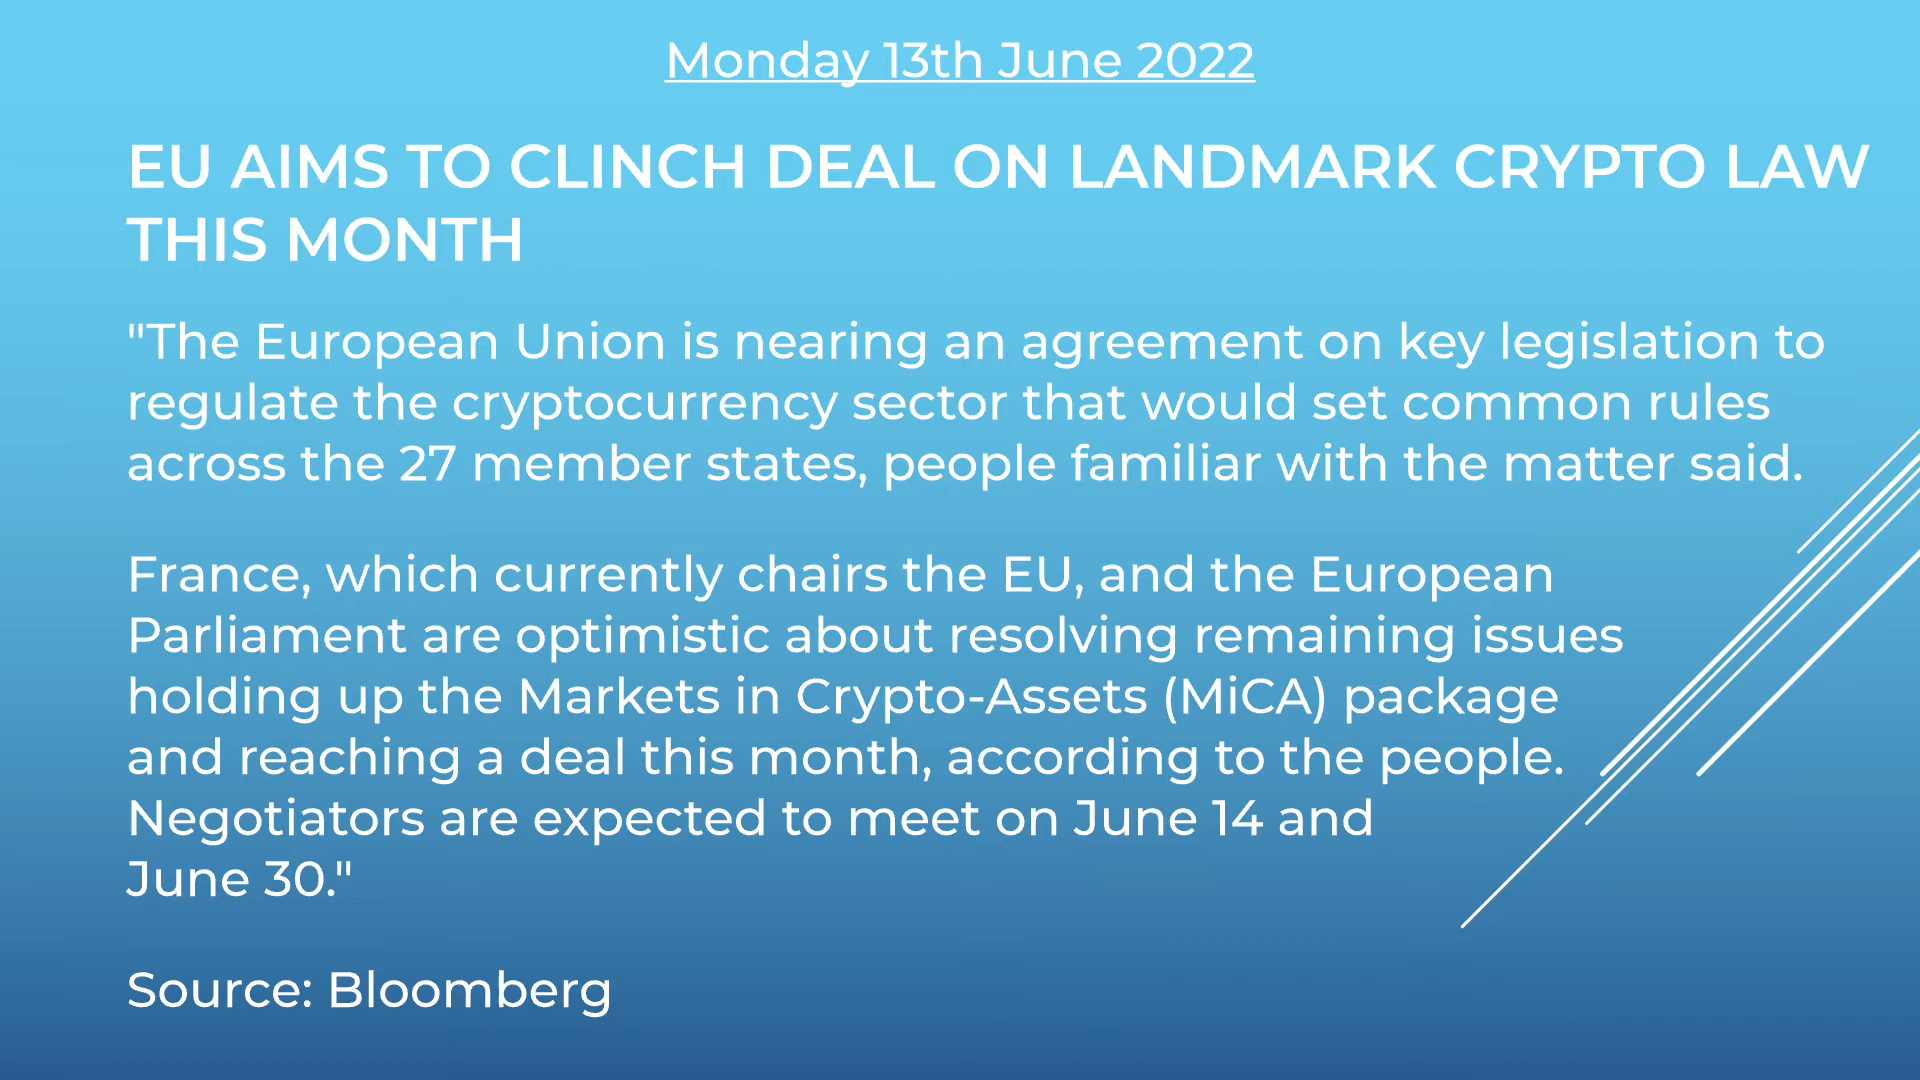 Monday 13th June 2022
EU AIMS TO CLINCH DEAL ON LANDMARK CRYPTO LAW
THIS MONTH
"The European Union is nearing an agreement on key legislation to
regulate the cryptocurrency sector that would set common rules
across the 27 member states, people familiar with the matter said.
France, which currently chairs the EU, and the European
Parliament are optimistic about resolving remaining issues
holding up the Markets in Crypto-Assets (MiCA) package
and reaching a deal this month, according to the people.
Negotiators are expected to meet on June 14 and
June 30."
Source: Bloomberg